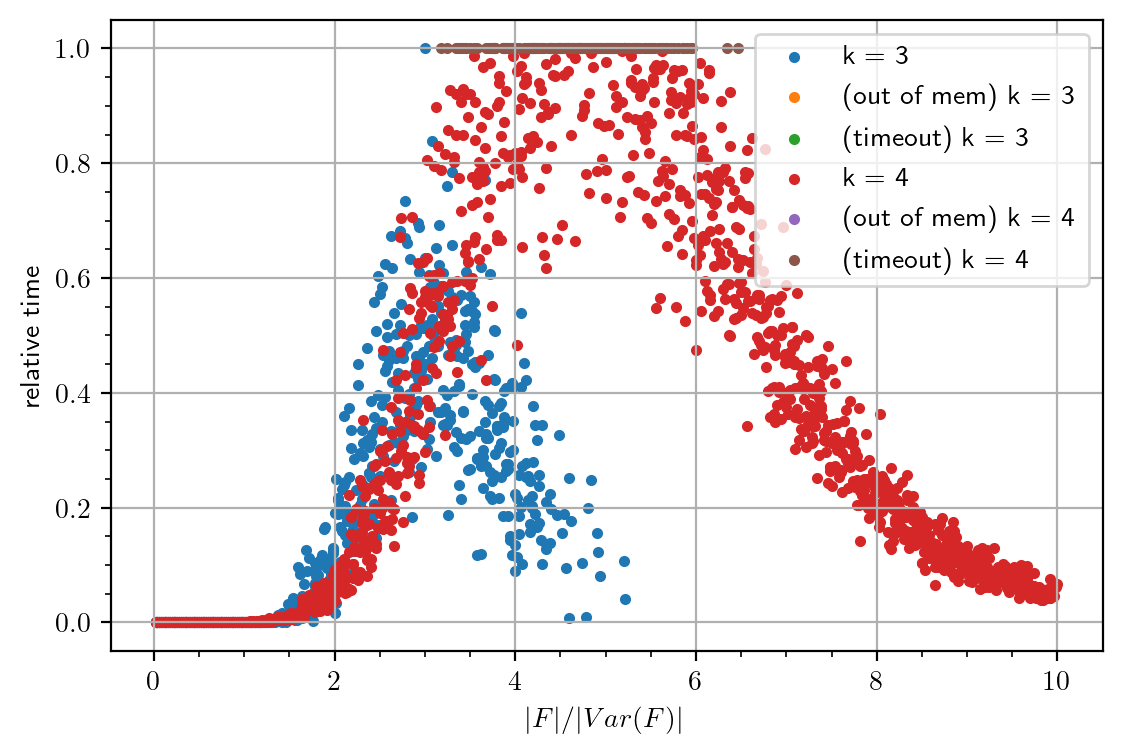 1.0
0.8
0.6
0.4
0.2
0.0
relative time
k = 3
(out of mem) k = 3
(timeout) k = 3
k = 4
(out of mem) k = 4
(timeout) k = 4
0 2 4 6 8 10
|F|/|Var(F)|